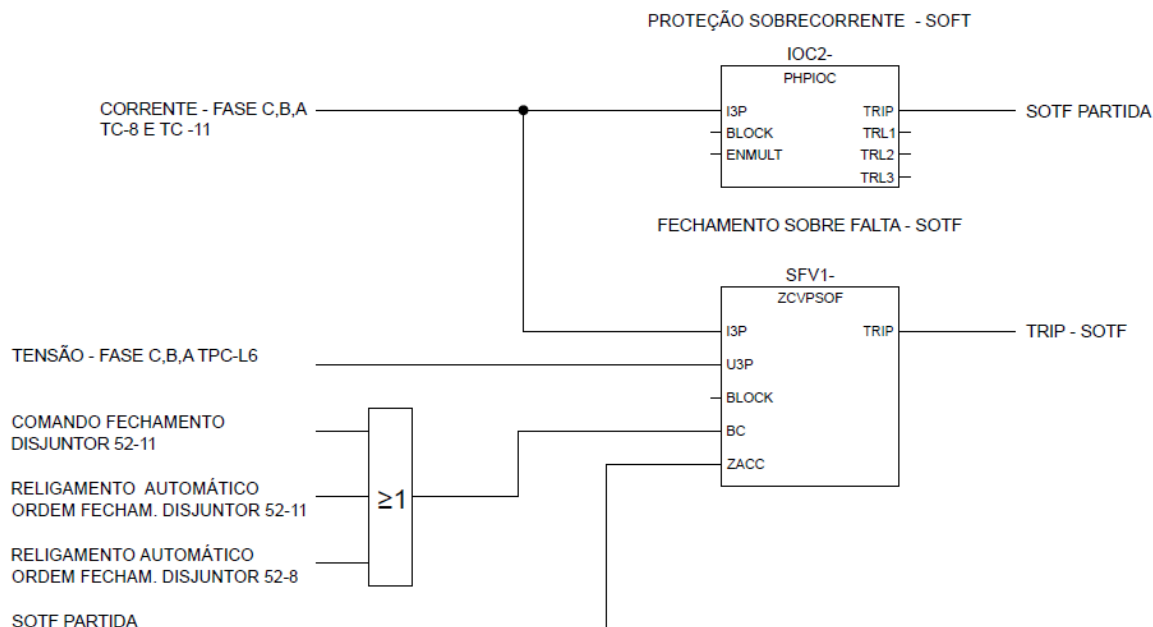 PROTEÇÃO SOBRECORRENTE - SOFT
IOC2-
PHPIOC
CORRENTE - FASE C,B,A
TC-8 E TC -11
I3P
TRIP
SOTF PARTIDA
BLOCK
TRL1
ENMULT
TRL2
TRL3
FECHAMENTO SOBRE FALTA - SOTF
SFV1-
ZCVPSOF
I3P
TRIP
TRIP - SOTF
TENSÃO - FASE C,B,A TPC-L6
U3P
BLOCK
COMANDO FECHAMENTO
DISJUNTOR 52-11
BC
ZACC
RELIGAMENTO AUTOMÁTICO
ORDEM FECHAM. DISJUNTOR 52-11
≥1
RELIGAMENTO AUTOMÁTICO
ORDEM FECHAM. DISJUNTOR 52-8
SOTF PARTIDA